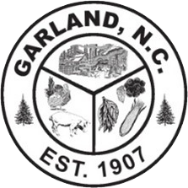 GARLAND, N.C.
EST. 1907